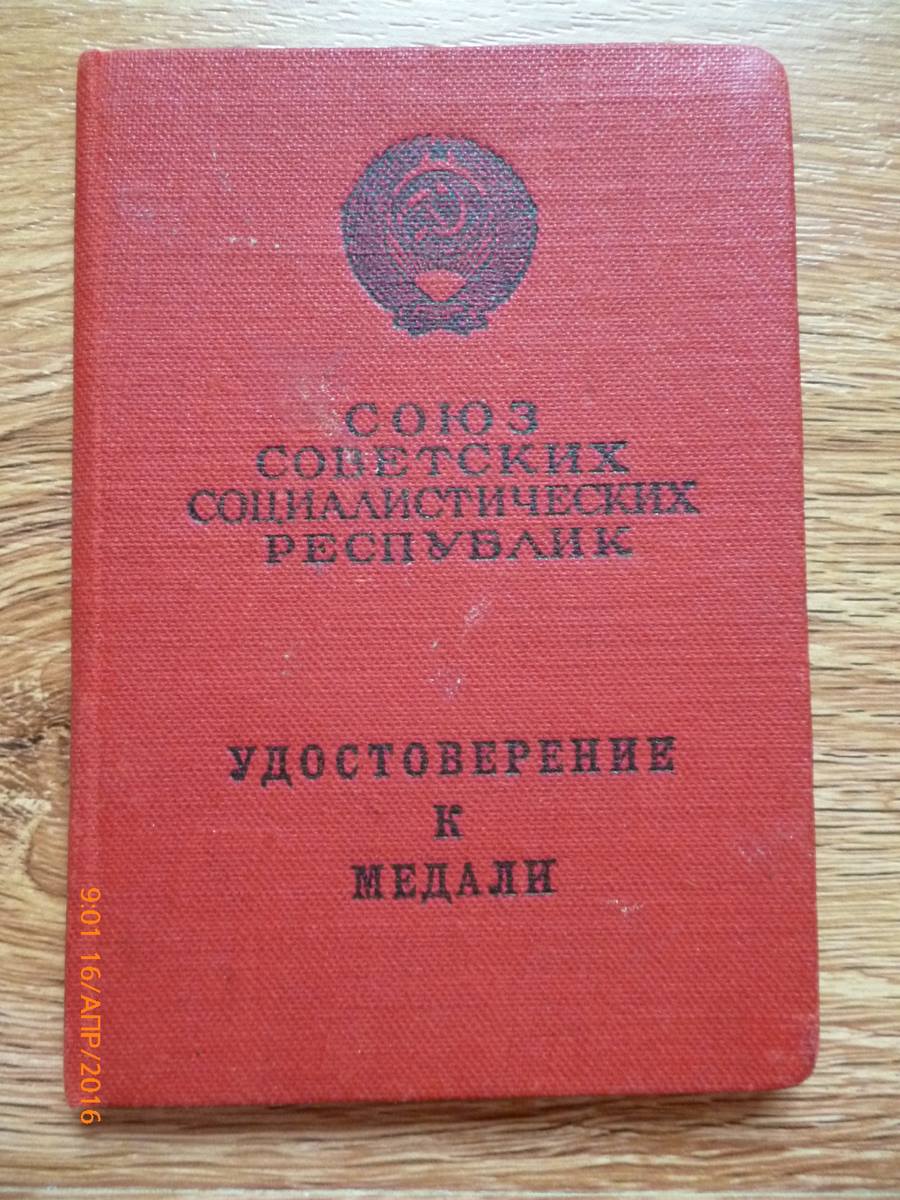 СОЮЗ
СОВЕТСКИХ
СОЦИАЛИСТИЧЕСКИХ
РЕСПУБЛИК
УДОСТОВЕРЕНИЕ
К
МЕДАЛИ
9:01 16/АПР/2016